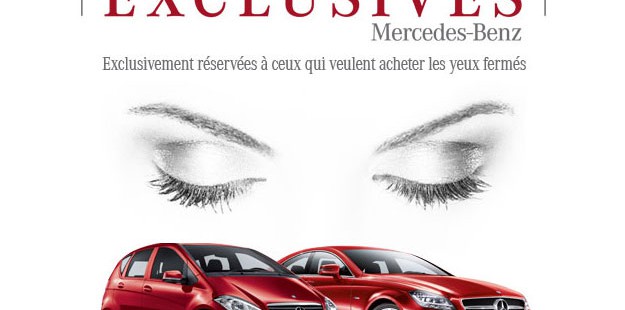 EXCLUSIVES
Mercedes-Benz
Exclusivement réservées à ceux qui veulent acheter les yeux fermés